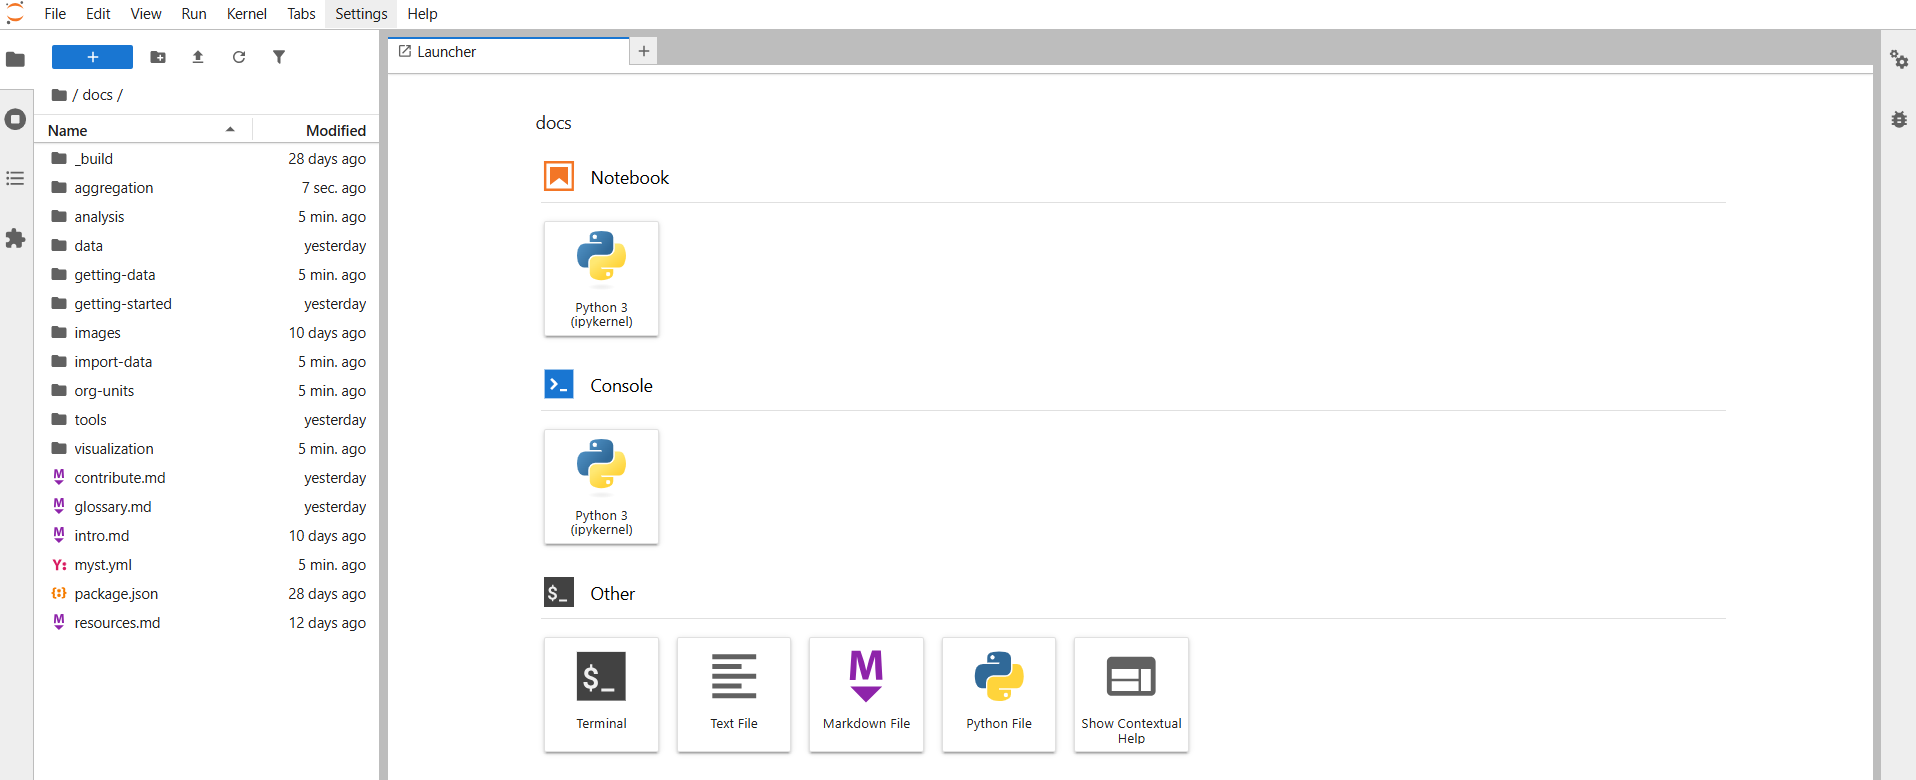 File Edit View Run Kernel Tabs Settings Help
Launcher
/ docs /
Name Modified
_build 28 days ago
aggregation 7 sec. ago
analysis 5 min. ago
data yesterday
getting-data 5 min. ago
getting-started yesterday
images 10 days ago
import-data 5 min. ago
org-units 5 min. ago
tools yesterday
visualization 5 min. ago
contribute.md yesterday
glossary.md yesterday
intro.md 10 days ago
myst.yml 5 min. ago
package.json 28 days ago
resources.md 12 days ago
docs
Notebook
Python 3
(ipykernel)
Console
Python 3
(ipykernel)
$_ Other
$_
M
Terminal
Text File
Markdown File
Python File
Show Contextual
Help